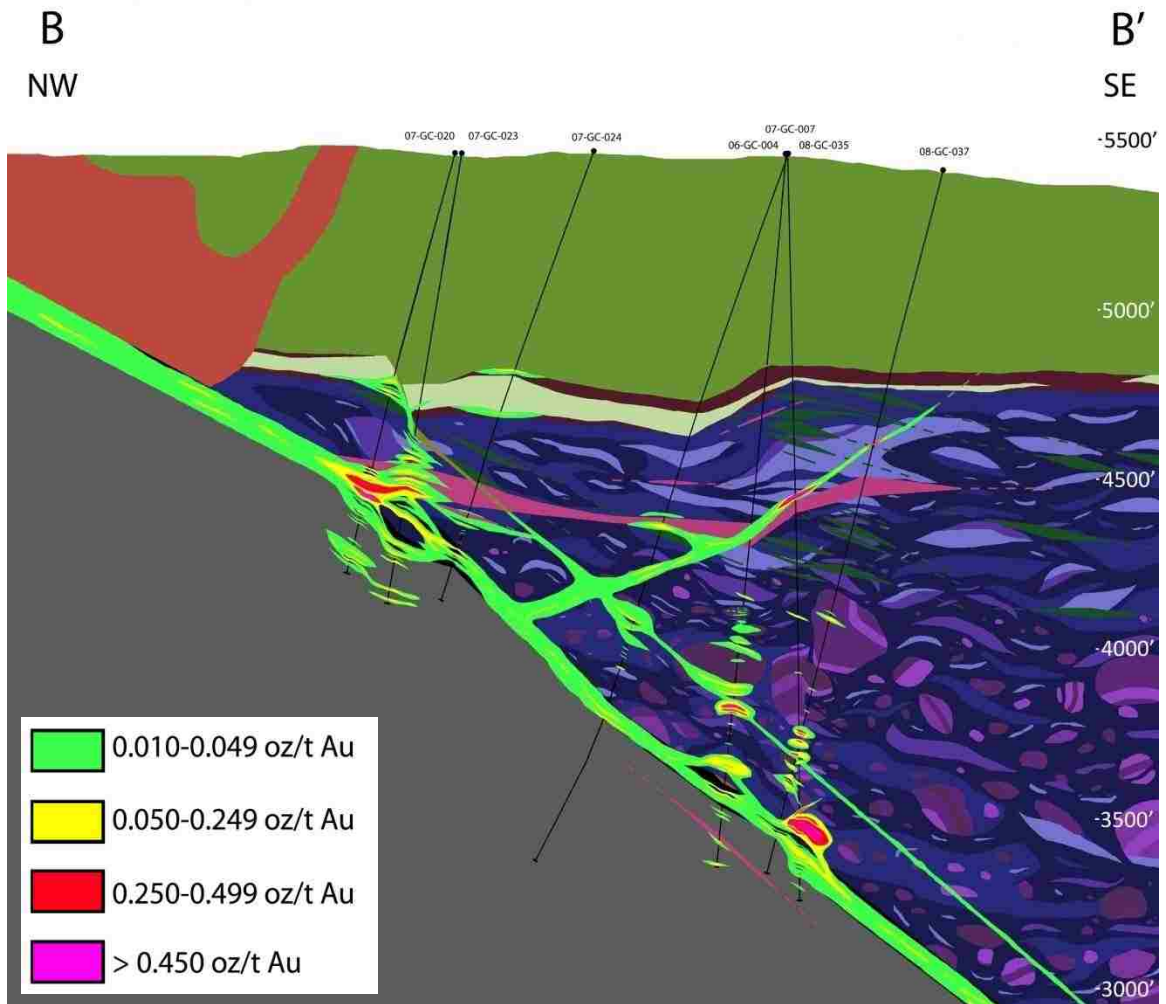 B B'
NW SE
07-GC-020 07-GC-023 07-GC-024 07-GC-007
06-GC-004 08-GC-035
08-GC-037
-5500'
-5000'
-4500'
-4000'
-3500'
-3000'
0.010-0.049 oz/t Au
0.050-0.249 oz/t Au
0.250-0.499 oz/t Au
> 0.450 oz/t Au